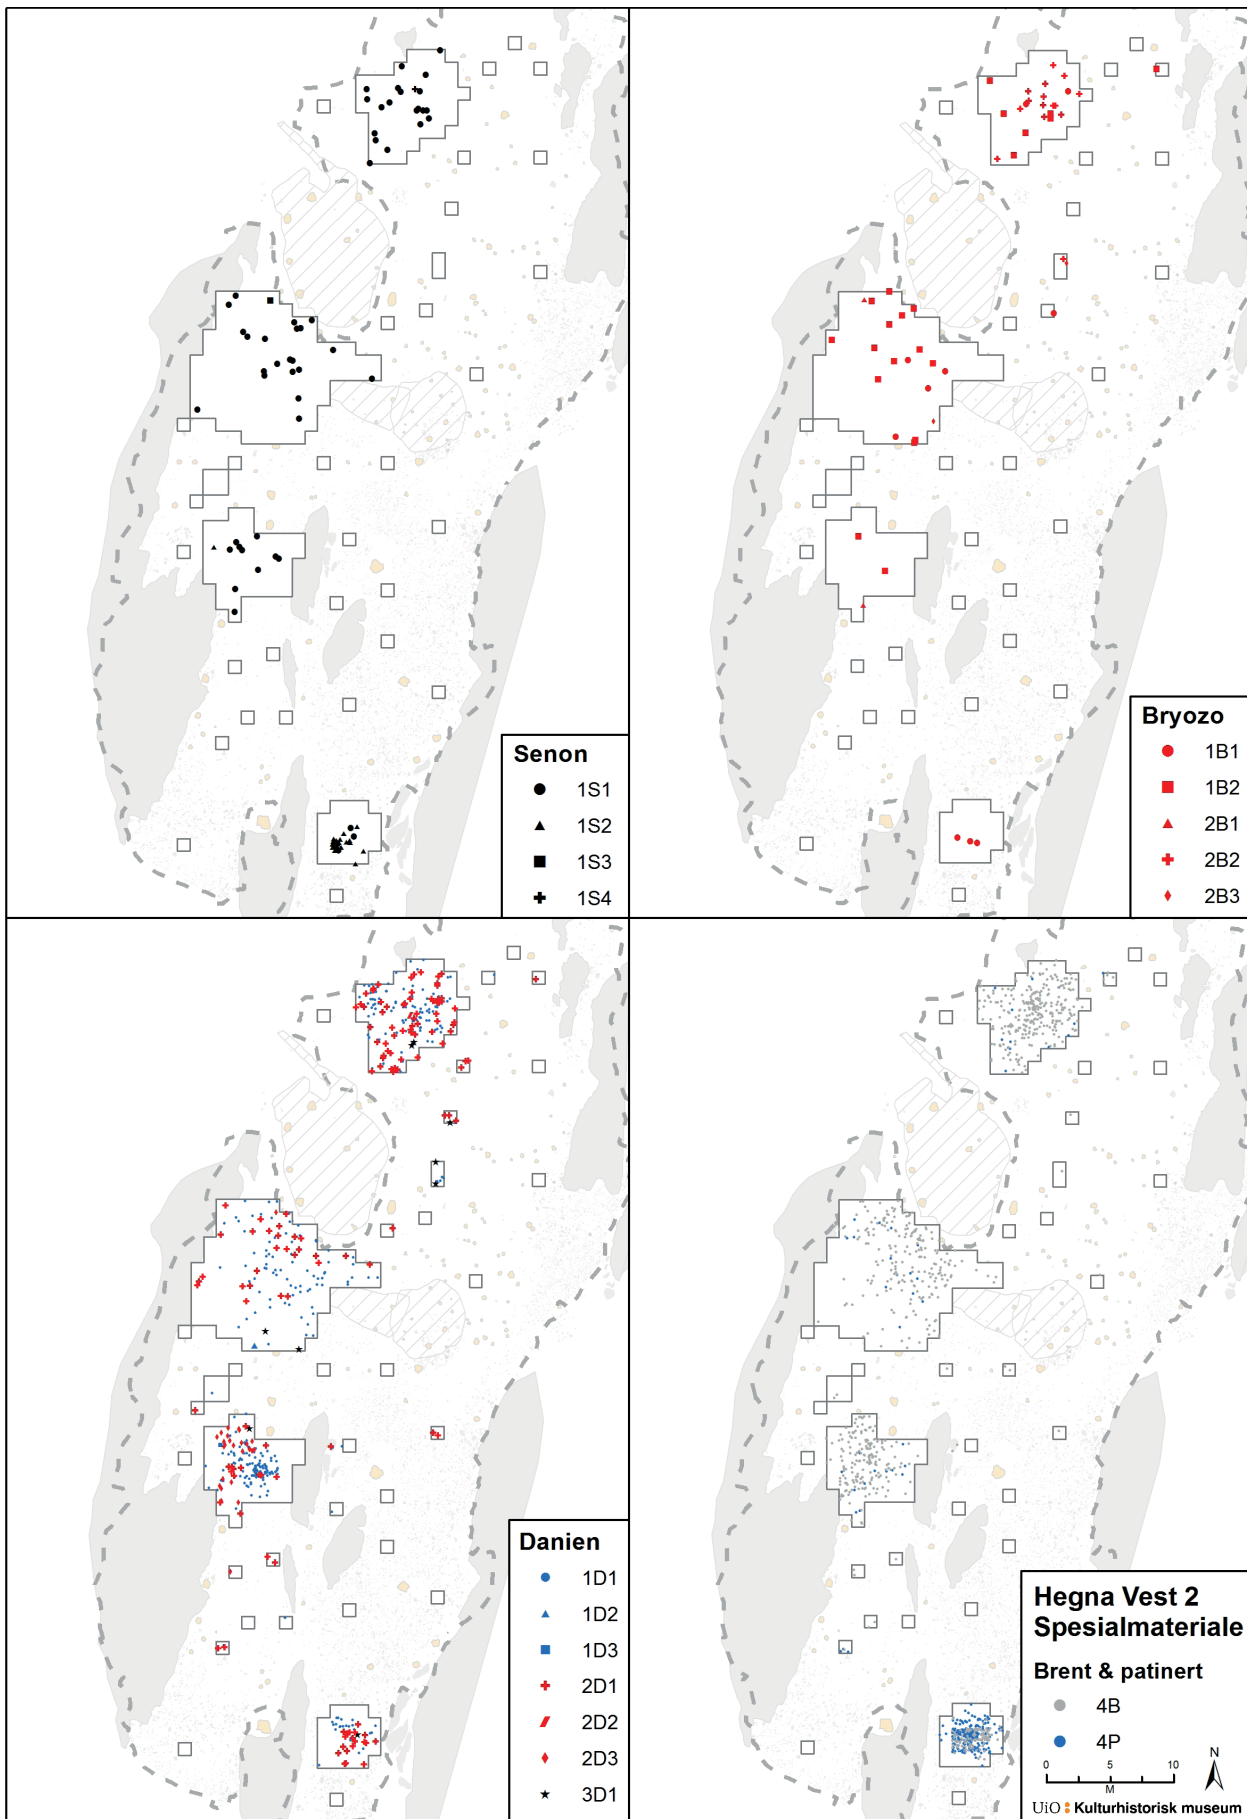 Senon
1S1
1S2
1S3
1S4
Bryozo
1B1
1B2
2B1
2B2
2B3
Danien
1D1
1D2
1D3
2D1
2D2
2D3
3D1
Hegna Vest 2
Spesialmateriale
Brent & patinert
4B
4P
0 5 10
M
N
UiO Kulturhistorisk museum